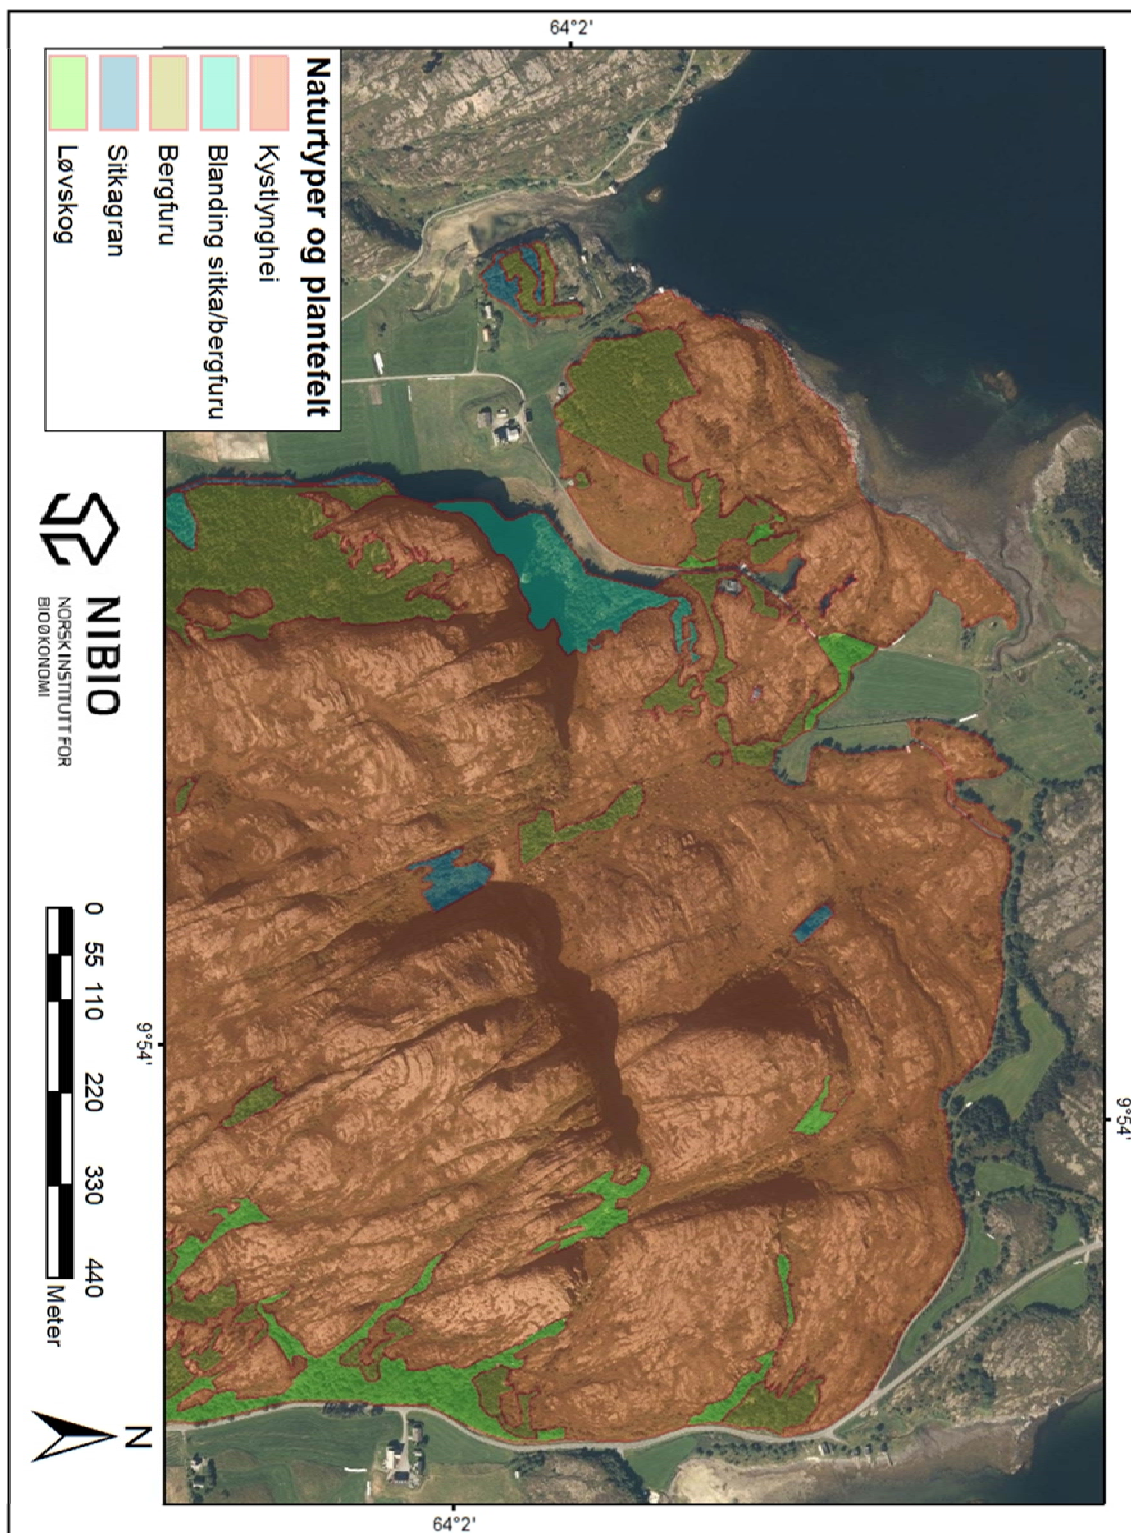 64°2'
9°54'
9°54'
64°2'
Naturtyper og plantefelt
Kystlynghei
Blanding sitka/bergfuru
Bergfuru
Sitkagran
Løvskog
NIBIO
NORSK INSTITUTT FOR
BIOØKONOMI
0 55 110 220 330 440
Meter
N